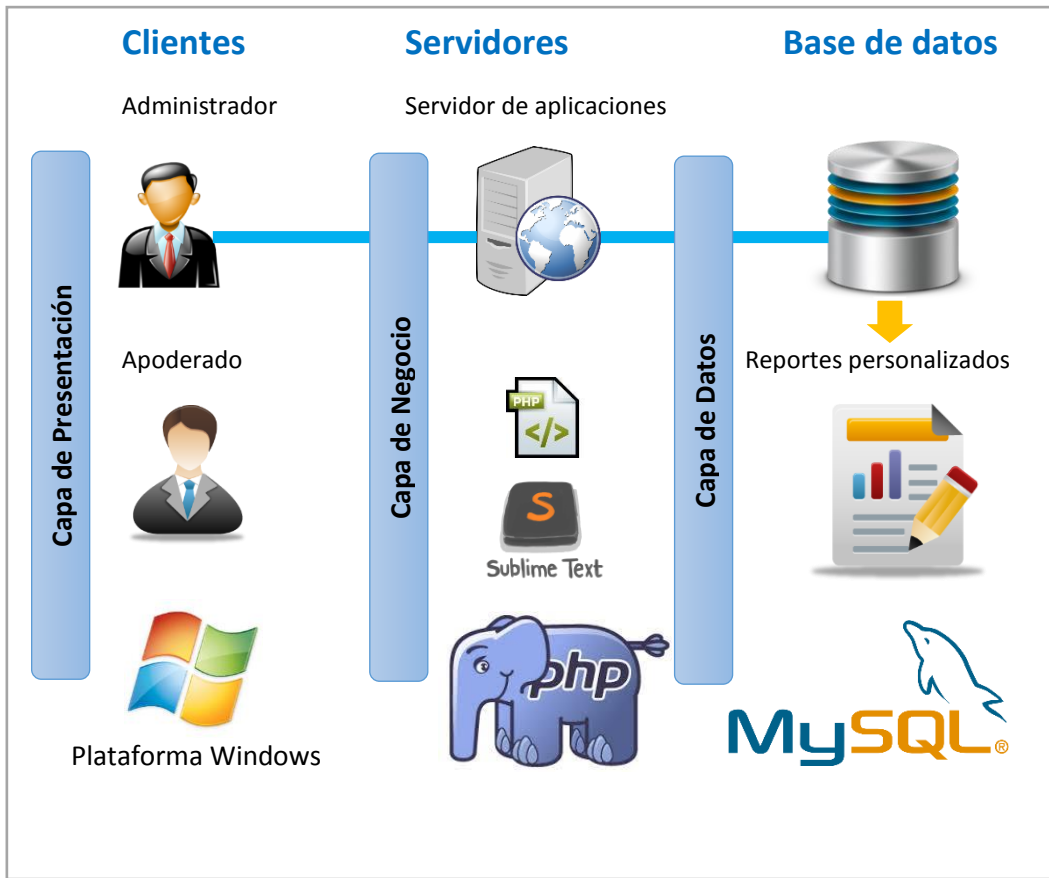 Clientes
Servidores
Base de datos
Administrador
Servidor de aplicaciones
Capa de Presentación
Capa de Negocio
Capa de Datos
Apoderado
Reportes personalizados
PHP
</>
S
Sublime Text
php
Plataforma Windows
MySQL®